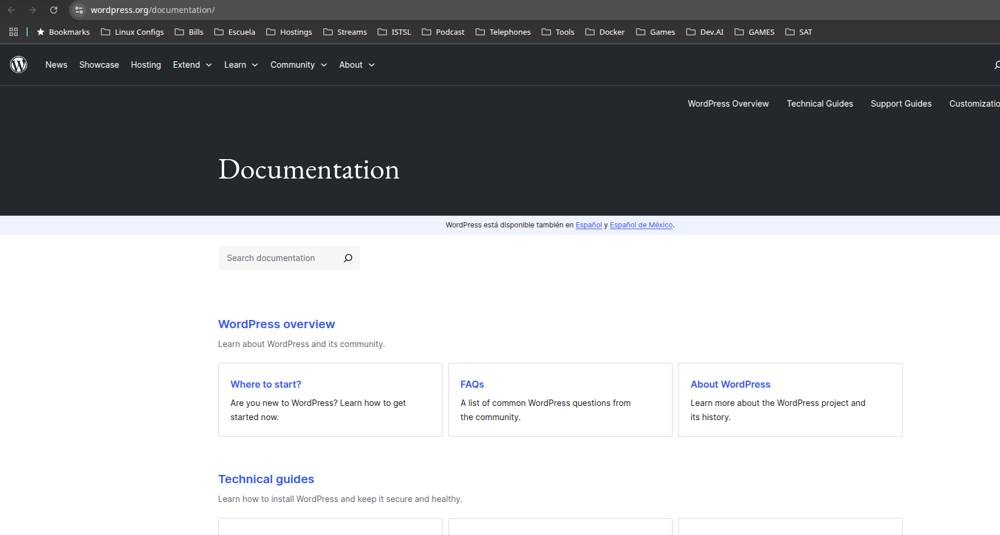 wordpress.org/documentation/
Bookmarks Linux Configs Bills Escuela Hostings Streams ISTSL Podcast Telephones Tools Docker Games Dev.AI GAMES SAT
News Showcase Hosting Extend Learn Community About
WordPress Overview Technical Guides Support Guides Customizatio
Documentation
WordPress está disponible también en Español y Español de México.
Search documentation
WordPress overview
Learn about WordPress and its community.
Where to start?
Are you new to WordPress? Learn how to get
started now.
FAQs
A list of common WordPress questions from
the community.
About WordPress
Learn more about the WordPress project and
its history.
Technical guides
Learn how to install WordPress and keep it secure and healthy.